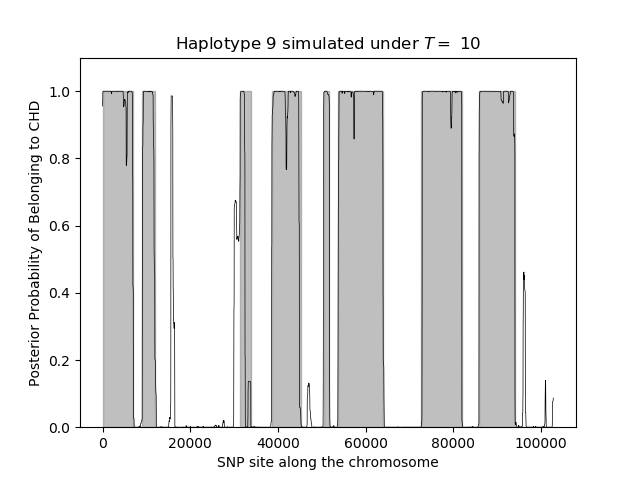 Haplotype 9 simulated under T = 10
Posterior Probability of Belonging to CHD
1.0
0.8
0.6
0.4
0.2
0.0
0 20000 40000 60000 80000 100000
SNP site along the chromosome